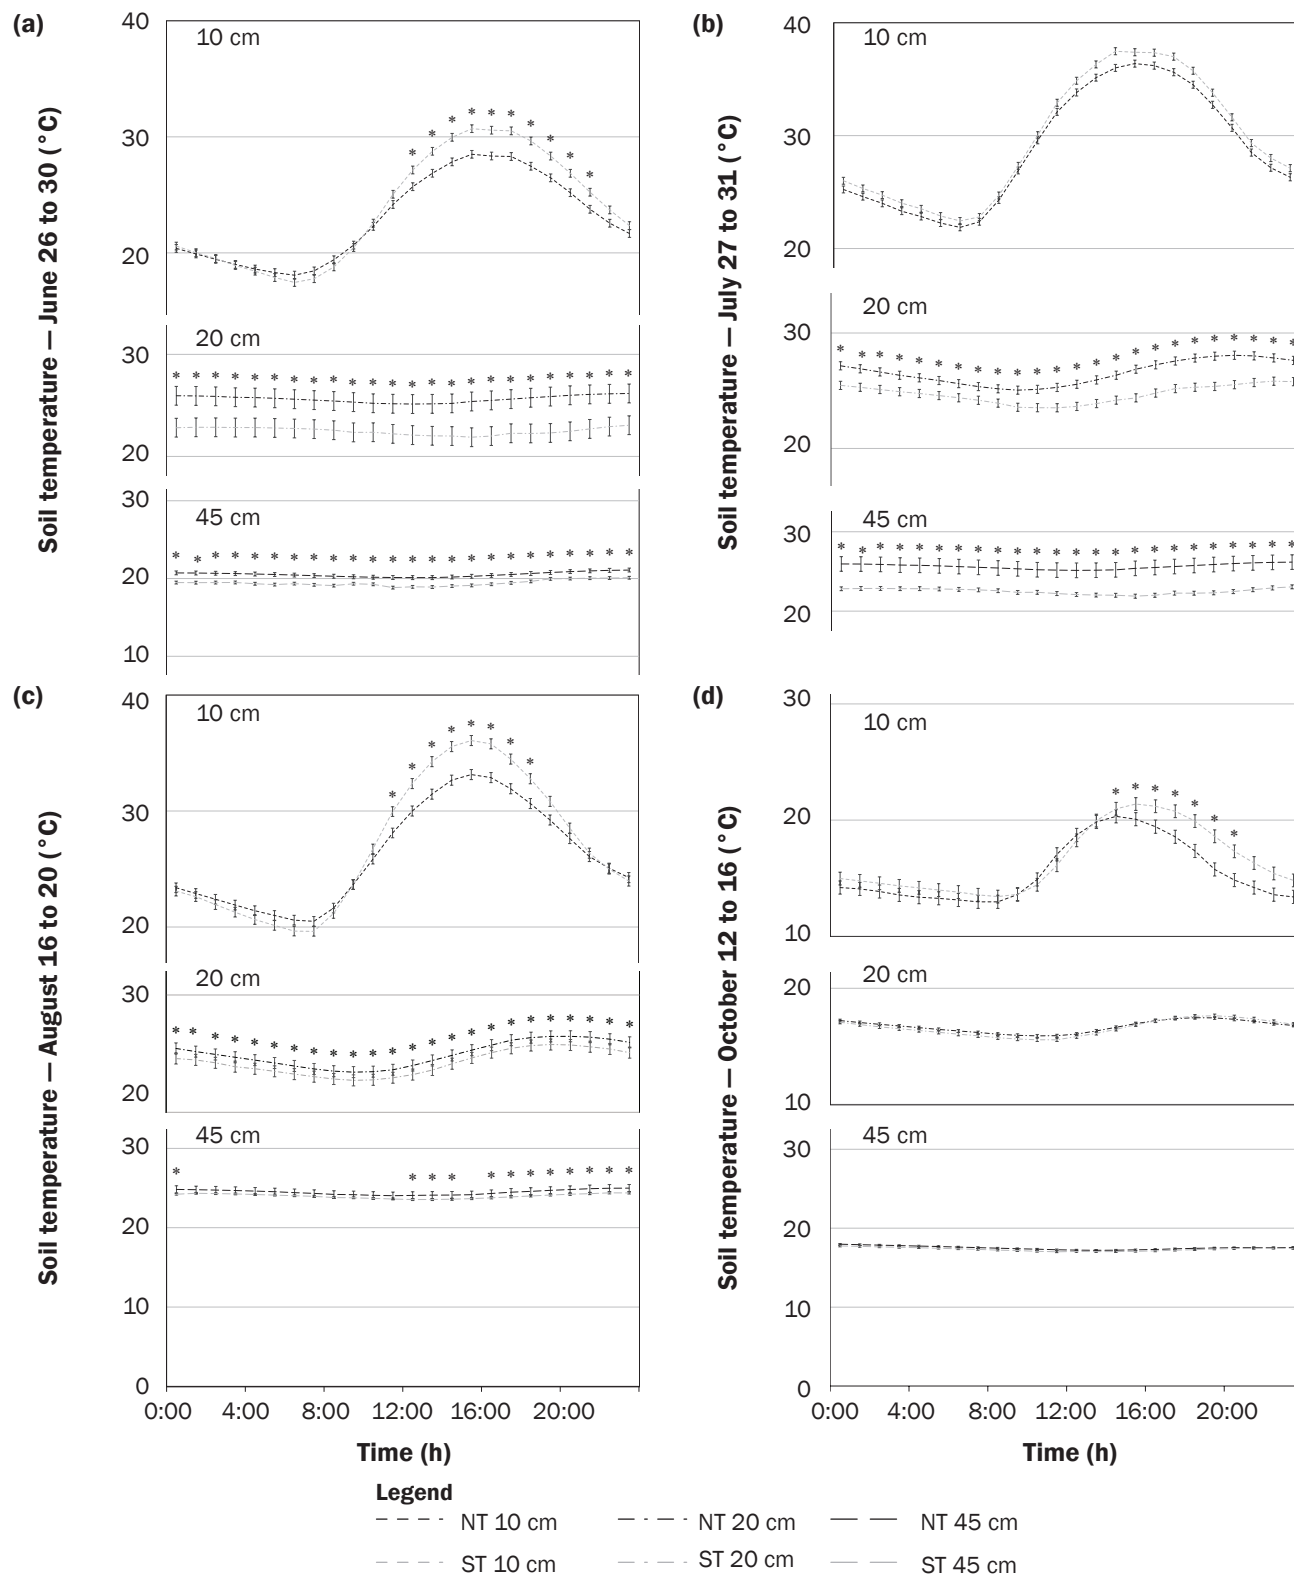 (a)
Soil temperature — June 26 to 30 (°C)
40
10 cm
30
20
20 cm
30
20
45 cm
30
20
10
(b)
Soil temperature — July 27 to 31 (°C)
40
10 cm
30
20
20 cm
30
20
45 cm
30
20
(c)
Soil temperature — August 16 to 20 (°C)
40
10 cm
30
20
20 cm
30
20
45 cm
30
20
10
0
0:00 4:00 8:00 12:00 16:00 20:00
Time (h)
(d)
Soil temperature — October 12 to 16 (°C)
30
10 cm
20
10
20 cm
20
10
45 cm
30
20
10
0
0:00 4:00 8:00 12:00 16:00 20:00
Time (h)
Legend
NT 10 cm NT 20 cm NT 45 cm
ST 10 cm ST 20 cm ST 45 cm